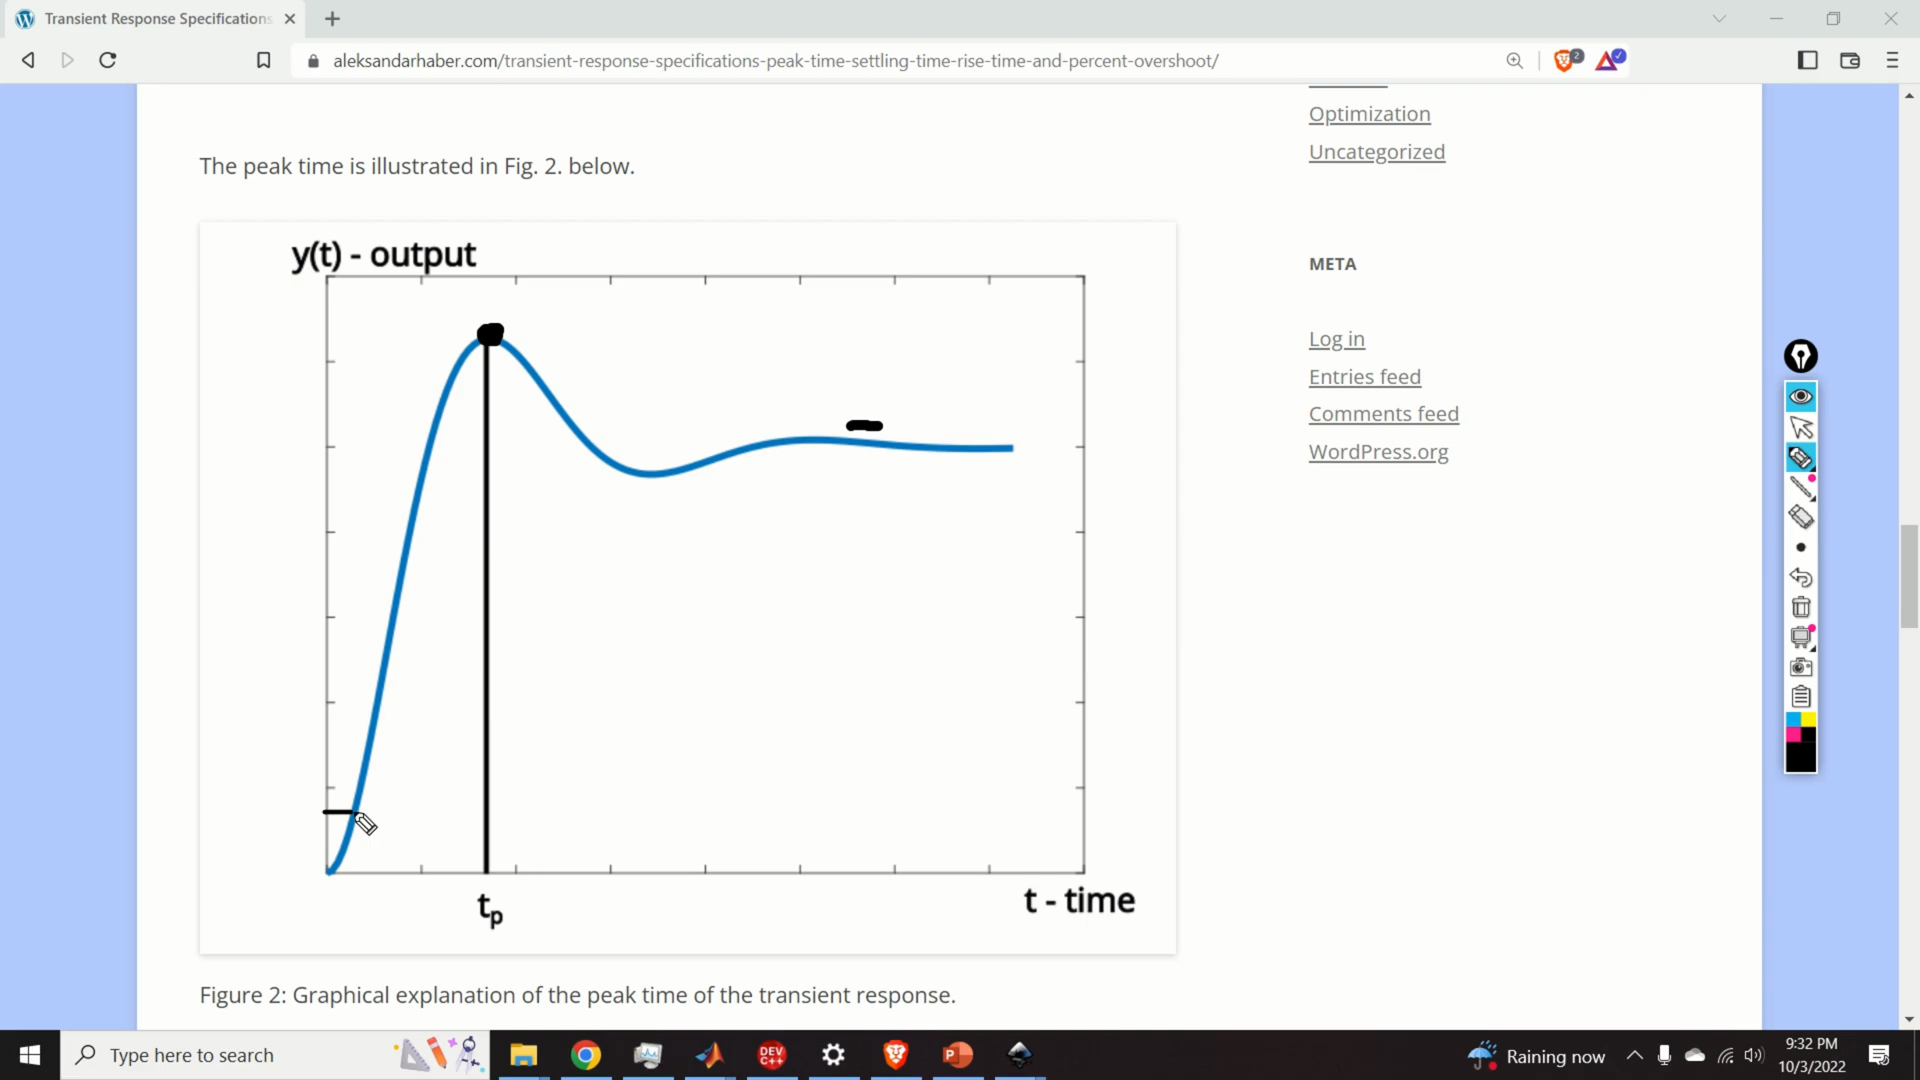 Transient Response Specifications
aleksandarhaber.com/transient-response-specifications-peak-time-settling-time-rise-time-and-percent-overshoot/
2
Optimization
Uncategorized
The peak time is illustrated in Fig. 2. below.
META
Log in
Entries feed
Comments feed
WordPress.org
y(t) - output
tp
t - time
Figure 2: Graphical explanation of the peak time of the transient response.
Type here to search
DEV
C++
P
Raining now
9:32 PM
10/3/2022